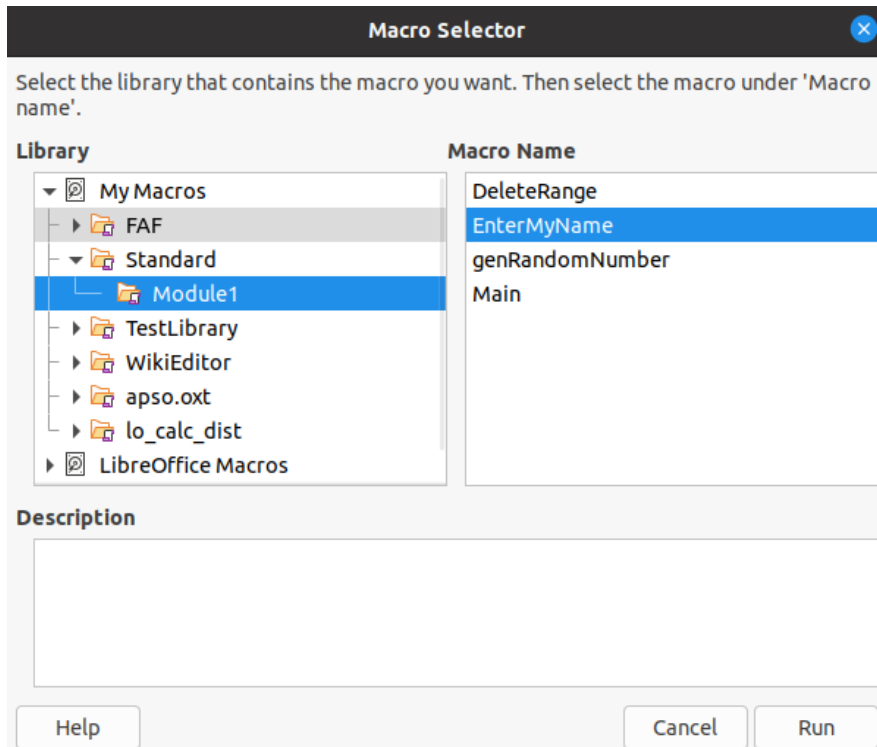 Macro Selector
Select the library that contains the macro you want. Then select the macro under 'Macro
name'.
Library
My Macros
FAF
Standard
Module1
TestLibrary
WikiEditor
apso.oxt
lo_calc_dist
LibreOffice Macros
Macro Name
DeleteRange
EnterMyName
genRandomNumber
Main
Description
Help
Cancel
Run